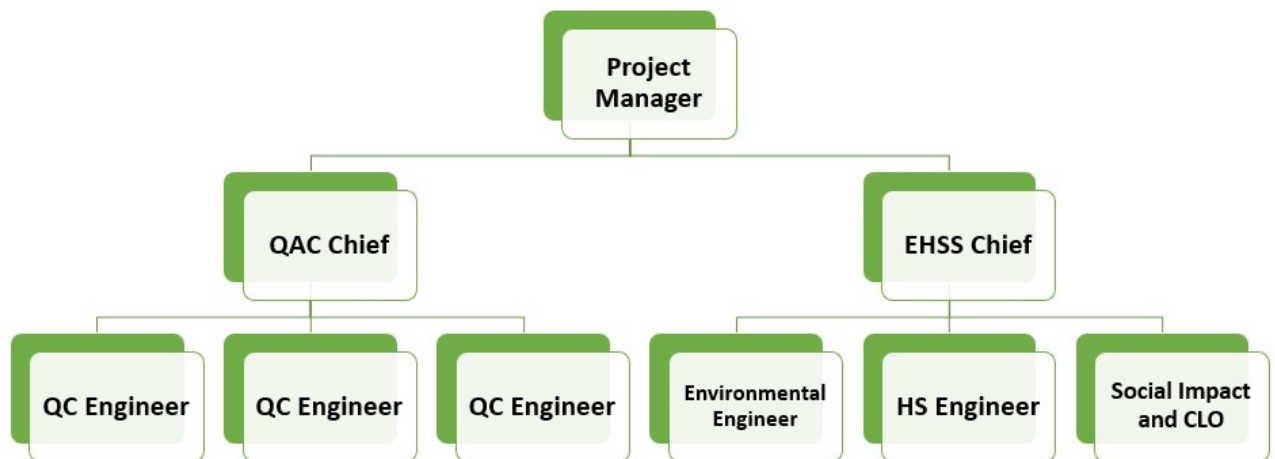 Project
Manager
QAC Chief
EHSS Chief
QC Engineer
QC Engineer
QC Engineer
Environmental
Engineer
HS Engineer
Social Impact
and CLO